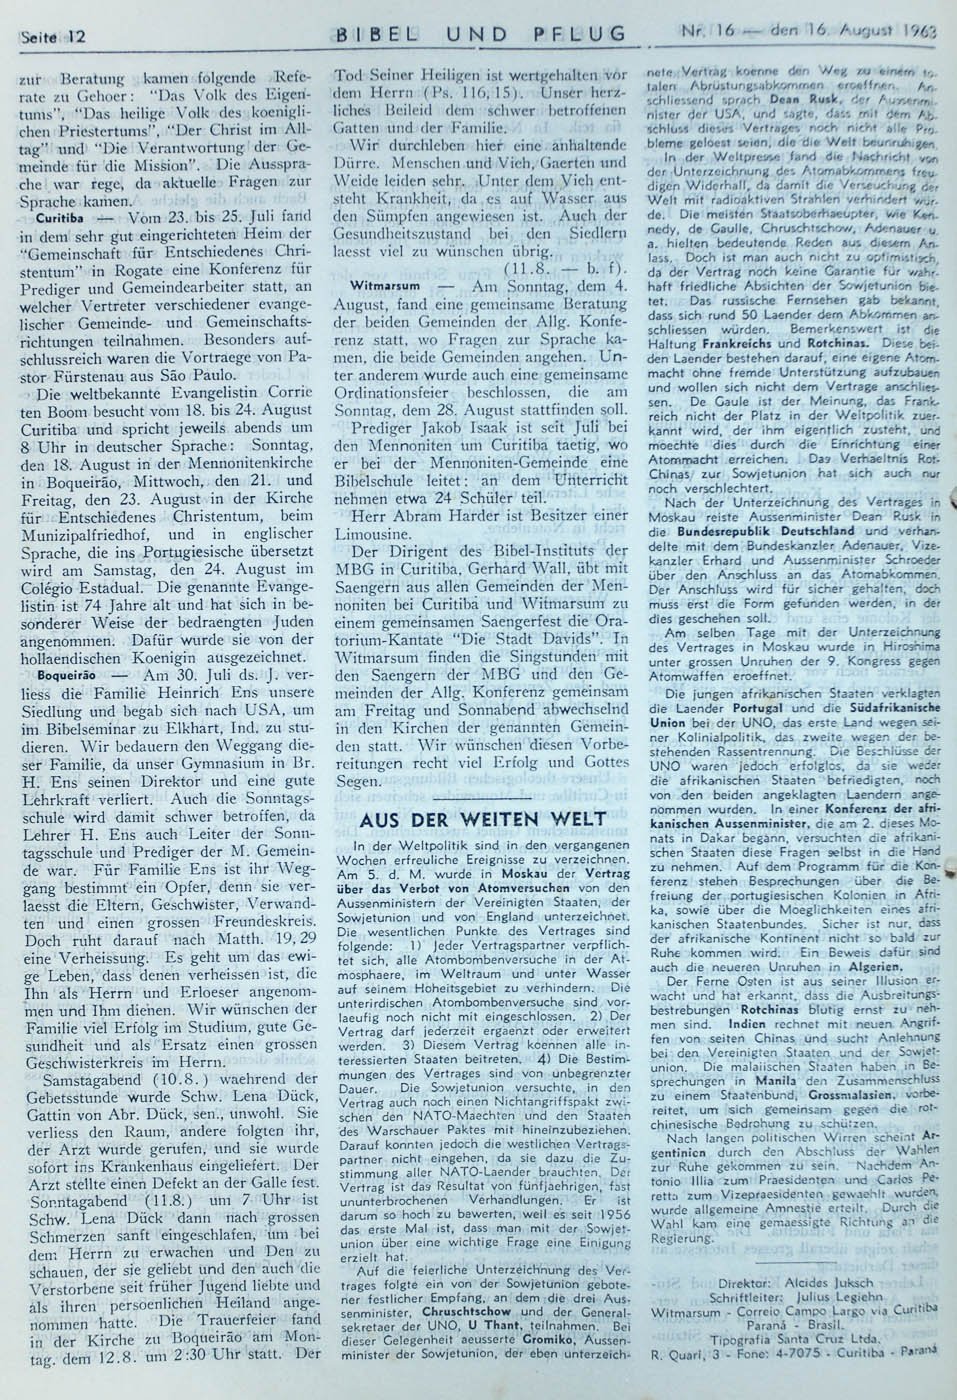 Seite 12
BIBEL UND PFLUG
Nr. 16 — den 16. August 1963
zur Beratung kamen folgende Refe-
rate zu Gehoer: "Das Volk des Eigen-
tums", "Das heilige Volk des koenigli-
chen Priestertums", "Der Christ im All-
tag" und "Die Verantwortung der Ge-
meinde für die Mission". Die Ausspra-
che war rege, da aktuelle Fragen zur
Sprache kamen.
Curitiba — Vom 23. bis 25. Juli fand
in dem sehr gut eingerichteten Heim der
"Gemeinschaft für Entschiedenes Chri-
stentum" in Rogate eine Konferenz für
Prediger und Gemeindearbeiter statt, an
welcher Vertreter verschiedener evange-
lischer Gemeinde- und Gemeinschafts-
richtungen teilnahmen. Besonders auf-
schlussreich waren die Vortraege von Pa-
stor Fürstenau aus São Paulo.
Die weltbekannte Evangelistin Corrie
ten Boom besucht vom 18. bis 24. August
Curitiba und spricht jeweils abends um
8 Uhr in deutscher Sprache: Sonntag,
den 18. August in der Mennonitenkirche
in Boqueirão, Mittwoch, den 21. und
Freitag, den 23. August in der Kirche
für Entschiedenes Christentum, beim
Munizipalfriedhof, und in englischer
Sprache, die ins Portugiesische übersetzt
wird am Samstag, den 24. August im
Colégio Estadual. Die genannte Evange-
listin ist 74 Jahre alt und hat sich in be-
sonderer Weise der bedraengten Juden
angenommen. Dafür wurde sie von der
hollaendischen Koenigin ausgezeichnet.
Boqueirão — Am 30. Juli ds. J. ver-
liess die Familie Heinrich Ens unsere
Siedlung und begab sich nach USA, um
im Bibelseminar zu Elkhart, Ind. zu stu-
dieren. Wir bedauern den Weggang die-
ser Familie, da unser Gymnasium in Br.
H. Ens seinen Direktor und eine gute
Lehrkraft verliert. Auch die Sonntags-
schule wird damit schwer betroffen, da
Lehrer H. Ens auch Leiter der Sonn-
tagsschule und Prediger der M. Gemein-
de war. Für Familie Ens ist ihr Weg-
gang bestimmt ein Opfer, denn sie ver-
laesst die Eltern, Geschwister, Verwand-
ten und einen grossen Freundeskreis.
Doch ruht darauf nach Matth. 19, 29
eine Verheissung. Es geht um das ewi-
ge Leben, dass denen verheissen ist, die
Ihn als Herrn und Erloeser angenom-
men und Ihm dienen. Wir wünschen der
Familie viel Erfolg im Studium, gute Ge-
sundheit und als Ersatz einen grossen
Geschwisterkreis im Herrn.
Samstagabend (10.8.) waehrend der
Gebetsstunde wurde Schw. Lena Dück,
Gattin von Abr. Dück, sen., unwohl. Sie
verliess den Raum, andere folgten ihr,
der Arzt wurde gerufen, und sie wurde
sofort ins Krankenhaus eingeliefert. Der
Arzt stellte einen Defekt an der Galle fest.
Sonntagabend (11.8.) um 7 Uhr ist
Schw. Lena Dück dann nach grossen
Schmerzen sanft eingeschlafen, um bei
dem Herrn zu erwachen und Den zu
schauen, der sie geliebt und den auch die
Verstorbene seit früher Jugend liebte und
als ihren persoenlichen Heiland ange-
nommen hatte. Die Trauerfeier fand
in der Kirche zu Boqueirão am Mon-
tag. dem 12.8. um 2:30 Uhr statt. Der
Tod Seiner Heiligen ist wertgehalten vor
dem Herrn (Ps. 116, 15). Unser herz-
liches Beileid dem schwer betroffenen
Gatten und der Familie.
Wir durchleben hier eine anhaltende
Dürre. Menschen und Vieh, Gaerten und
Weide leiden sehr. Unter dem Vieh ent-
steht Krankheit, da es auf Wasser aus
den Sümpfen angewiesen ist. Auch der
Gesundheitszustand bei den Siedlern
laesst viel zu wünschen übrig.
(11.8. — b. f).
Witmarsum — Am Sonntag, dem 4.
August, fand eine gemeinsame Beratung
der beiden Gemeinden der Allg. Konfe-
renz statt, wo Fragen zur Sprache ka-
men, die beide Gemeinden angehen. Un-
ter anderem wurde auch eine gemeinsame
Ordinationsfeier beschlossen, die am
Sonntag, dem 28. August stattfinden soll.
Prediger Jakob Isaak ist seit Juli bei
den Mennoniten um Curitiba taetig, wo
er bei der Mennoniten-Gemeinde eine
Bibelschule leitet: an dem Unterricht
nehmen etwa 24 Schüler teil.
Herr Abram Harder ist Besitzer einer
Limousine.
Der Dirigent des Bibel-Instituts der
MBG in Curitiba, Gerhard Wall, übt mit
Saengern aus allen Gemeinden der Men-
noniten bei Curitiba und Witmarsum zu
einem gemeinsamen Saengerfest die Ora-
torium-Kantate "Die Stadt Davids". In
Witmarsum finden die Singstunden mit
den Saengern der MBG und den Ge-
meinden der Allg. Konferenz gemeinsam
am Freitag und Sonnabend abwechselnd
in den Kirchen der genannten Gemein-
den statt. Wir wünschen diesen Vorbe-
reitungen recht viel Erfolg und Gottes
Segen.
AUS DER WEITEN WELT
In der Weltpolitik sind in den vergangenen
Wochen erfreuliche Ereignisse zu verzeichnen.
Am 5. d. M. wurde in Moskau der Vertrag
über das Verbot von Atomversuchen von den
Aussenministern der Vereinigten Staaten, der
Sowjetunion und von England unterzeichnet.
Die wesentlichen Punkte des Vertrages sind
folgende: 1) Jeder Vertragspartner verpflich-
tet sich, alle Atombombenversuche in der At-
mosphaere, im Weltraum und unter Wasser
auf seinem Hoheitsgebiet zu verhindern. Die
unterirdischen Atombombenversuche sind vor-
laeufig noch nicht mit eingeschlossen. 2) Der
Vertrag darf jederzeit ergaenzt oder erweitert
werden. 3) Diesem Vertrag koennen alle in-
teressierten Staaten beitreten. 4) Die Bestim-
mungen des Vertrages sind von unbegrenzter
Dauer. Die Sowjetunion versuchte, in den
Vertrag auch noch einen Nichtangriffspakt zwi-
schen den NATO-Maechten und den Staaten
des Warschauer Paktes mit hineinzubeziehen.
Darauf konnten jedoch die westlichen Vertrags-
partner nicht eingehen, da sie dazu die Zu-
stimmung aller NATO-Laender brauchten. Der
Vertrag ist das Resultat von fünfjaehrigen, fast
ununterbrochenen Verhandlungen. Er ist
darum so hoch zu bewerten, weil es seit 1956
das erste Mal ist, dass man mit der Sowjet-
union über eine wichtige Frage eine Einigung
erzielt hat.
Auf die feierliche Unterzeichnung des Ver-
trages folgte ein von der Sowjetunion gebote-
ner festlicher Empfang, an dem die drei Aus-
senminister, Chruschtschow und der General-
sekretaer der UNO, U Thant, teilnahmen. Bei
dieser Gelegenheit aeusserte Gromiko, Aussen-
minister der Sowjetunion, der eben unterzeich-
nete Vertrag koenne den Weg zu einem to-
talen Abrüstungsabkommen eroeffnen. An-
schliessend sprach Dean Rusk, der Aussenmi-
nister der USA, und sagte, dass mit dem Ab-
schluss dieses Vertrages noch nicht alle Pro-
bleme geloest seien, die die Welt beunruhigen.
In der Weltpresse fand die Nachricht von
der Unterzeichnung des Atomabkommens freu-
digen Widerhall, da damit die Verseuchung der
Welt mit radioaktiven Strahlen verhindert wur-
de. Die meisten Staatsoberhaeupter, wie Ken-
nedy, de Gaulle, Chruschtschow, Adenauer u.
a. hielten bedeutende Reden aus diesem An-
lass. Doch ist man auch nicht zu optimistisch,
da der Vertrag noch keine Garantie für wahr-
haft friedliche Absichten der Sowjetunion bie-
tet. Das russische Fernsehen gab bekannt,
dass sich rund 50 Laender dem Abkommen an-
schliessen würden. Bemerkenswert ist die
Haltung Frankreichs und Rotchinas. Diese bei-
den Laender bestehen darauf, eine eigene Atom-
macht ohne fremde Unterstützung aufzubauen
und wollen sich nicht dem Vertrage anschlies-
sen. De Gaule ist der Meinung, das Frank-
reich nicht der Platz in der Weltpolitik zuer-
kannt wird, der ihm eigentlich zusteht, und
moechte dies durch die Einrichtung einer
Atommacht erreichen. Das Verhaeltnis Rot-
Chinas zur Sowjetunion hat sich auch nur
noch verschlechtert.
Nach der Unterzeichnung des Vertrages in
Moskau reiste Aussenminister Dean Rusk in
die Bundesrepublik Deutschland und verhan-
delte mit dem Bundeskanzler Adenauer, Vize-
kanzler Erhard und Aussenminister Schroeder
über den Anschluss an das Atomabkommen.
Der Anschluss wird für sicher gehalten, doch
muss erst die Form gefunden werden, in der
dies geschehen soll.
Am selben Tage mit der Unterzeichnung
des Vertrages in Moskau wurde in Hiroshima
unter grossen Unruhen der 9. Kongress gegen
Atomwaffen eroeffnet.
Die jungen afrikanischen Staaten verklagten
die Laender Portugal und die Südafrikanische
Union bei der UNO, das erste Land wegen sei-
ner Kolinialpolitik, das zweite wegen der be-
stehenden Rassentrennung. Die Beschlüsse der
UNO waren jedoch erfolglos, da sie weder
die afrikanischen Staaten befriedigten, noch
von den beiden angeklagten Laendern ange-
nommen wurden. In einer Konferenz der afri-
kanischen Aussenminister, die am 2. dieses Mo-
nats in Dakar begann, versuchten die afrikani-
schen Staaten diese Fragen selbst in die Hand
zu nehmen. Auf dem Programm für die Kon-
ferenz stehen Besprechungen über die Be-
freiung der portugiesischen Kolonien in Afri-
ka, sowie über die Moeglichkeiten eines afri-
kanischen Staatenbundes. Sicher ist nur, dass
der afrikanische Kontinent nicht so bald zur
Ruhe kommen wird. Ein Beweis dafür sind
auch die neueren Unruhen in Algerien.
Der Ferne Osten ist aus seiner Illusion er-
wacht und hat erkannt, dass die Ausbreitungs-
bestrebungen Rotchinas blutig ernst zu neh-
men sind. Indien rechnet mit neuen Angrif-
fen von seiten Chinas und sucht Anlehnung
bei den Vereinigten Staaten und der Sowjet-
union. Die malaiischen Staaten haben in Be-
sprechungen in Manila den Zusammenschluss
zu einem Staatenbund, Grossmalasien, vorbe-
reitet, um sich gemeinsam gegen die rot-
chinesische Bedrohung zu schützen.
Nach langen politischen Wirren scheint Ar-
gentinien durch den Abschluss der Wahlen
zur Ruhe gekommen zu sein. Nachdem An-
tonio Illia zum Praesidenten und Carlos Pe-
rette zum Vizepraesidenten gewaehlt wurden,
wurde allgemeine Amnestie erteilt. Durch die
Wahl kam eine gemaessigte Richtung an die
Regierung.
Direktor: Alcides Juksch
Schriftleiter: Julius Legiehn
Witmarsum - Correio Campo Largo via Curitiba
Paraná - Brasil.
Tipografia Santa Cruz Ltda.
R. Quari, 3 - Fone: 4-7075 - Curitiba - Paraná